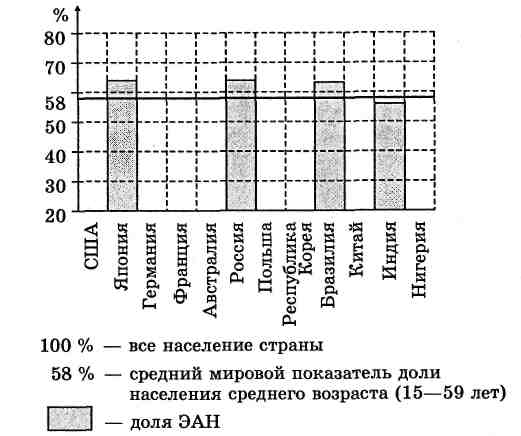 %
80
70
58
50
40
30
20
США
Япония
Германия
Франция
Австралия
Россия
Польша
Республика
Корея
Бразилия
Китай
Индия
Нигерия
100 % — все население страны
58 % — средний мировой показатель доли
населения среднего возраста (15—59 лет)
— доля ЭАН